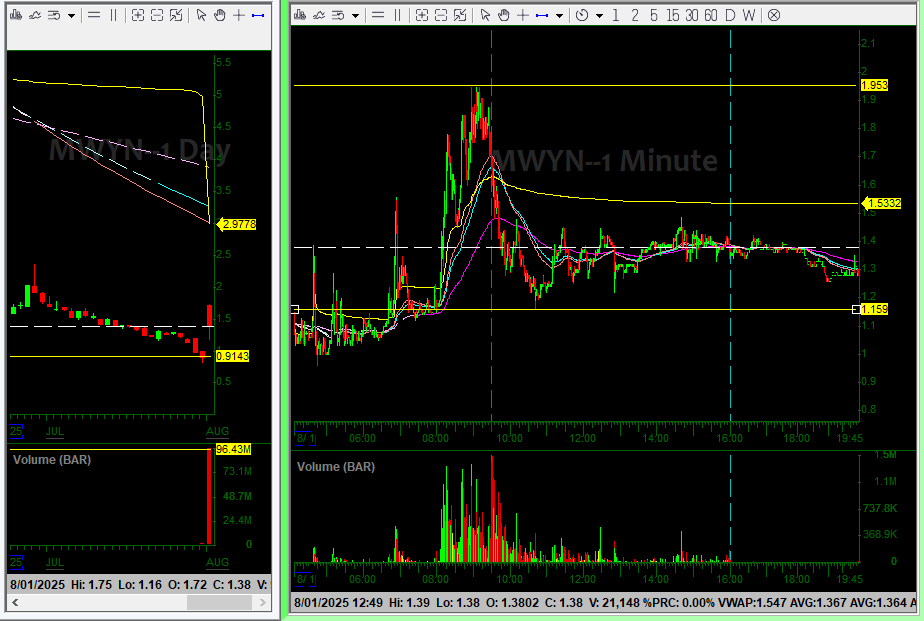 1 2 5 15 30 60 D W
MWYN--1 Day
5.5
5
4.5
3.5
2.9778
2.5
2
1.5
0.9143
0.5
25 JUL AUG
Volume (BAR)
96.43M
73.1M
48.7M
24.4M
0
25 JUL AUG
8/01/2025 Hi: 1.75 Lo: 1.16 O: 1.72 C: 1.38 V:
MWYN--1 Minute
2.1
2
1.953
1.9
1.8
1.7
1.6
1.5332
1.5
1.4
1.3
1.2
1.159
1.1
1
0.9
0.8
8/1 06:00 08:00 10:00 12:00 14:00 16:00 18:00 19:45
Volume (BAR)
1.5M
1.1M
737.8K
368.9K
0
8/1 06:00 08:00 10:00 12:00 14:00 16:00 18:00 19:45
8/01/2025 12:49 Hi: 1.39 Lo: 1.38 O: 1.3802 C: 1.38 V: 21,148 %PRC: 0.00% VWAP:1.547 AVG:1.367 AVG:1.364 A